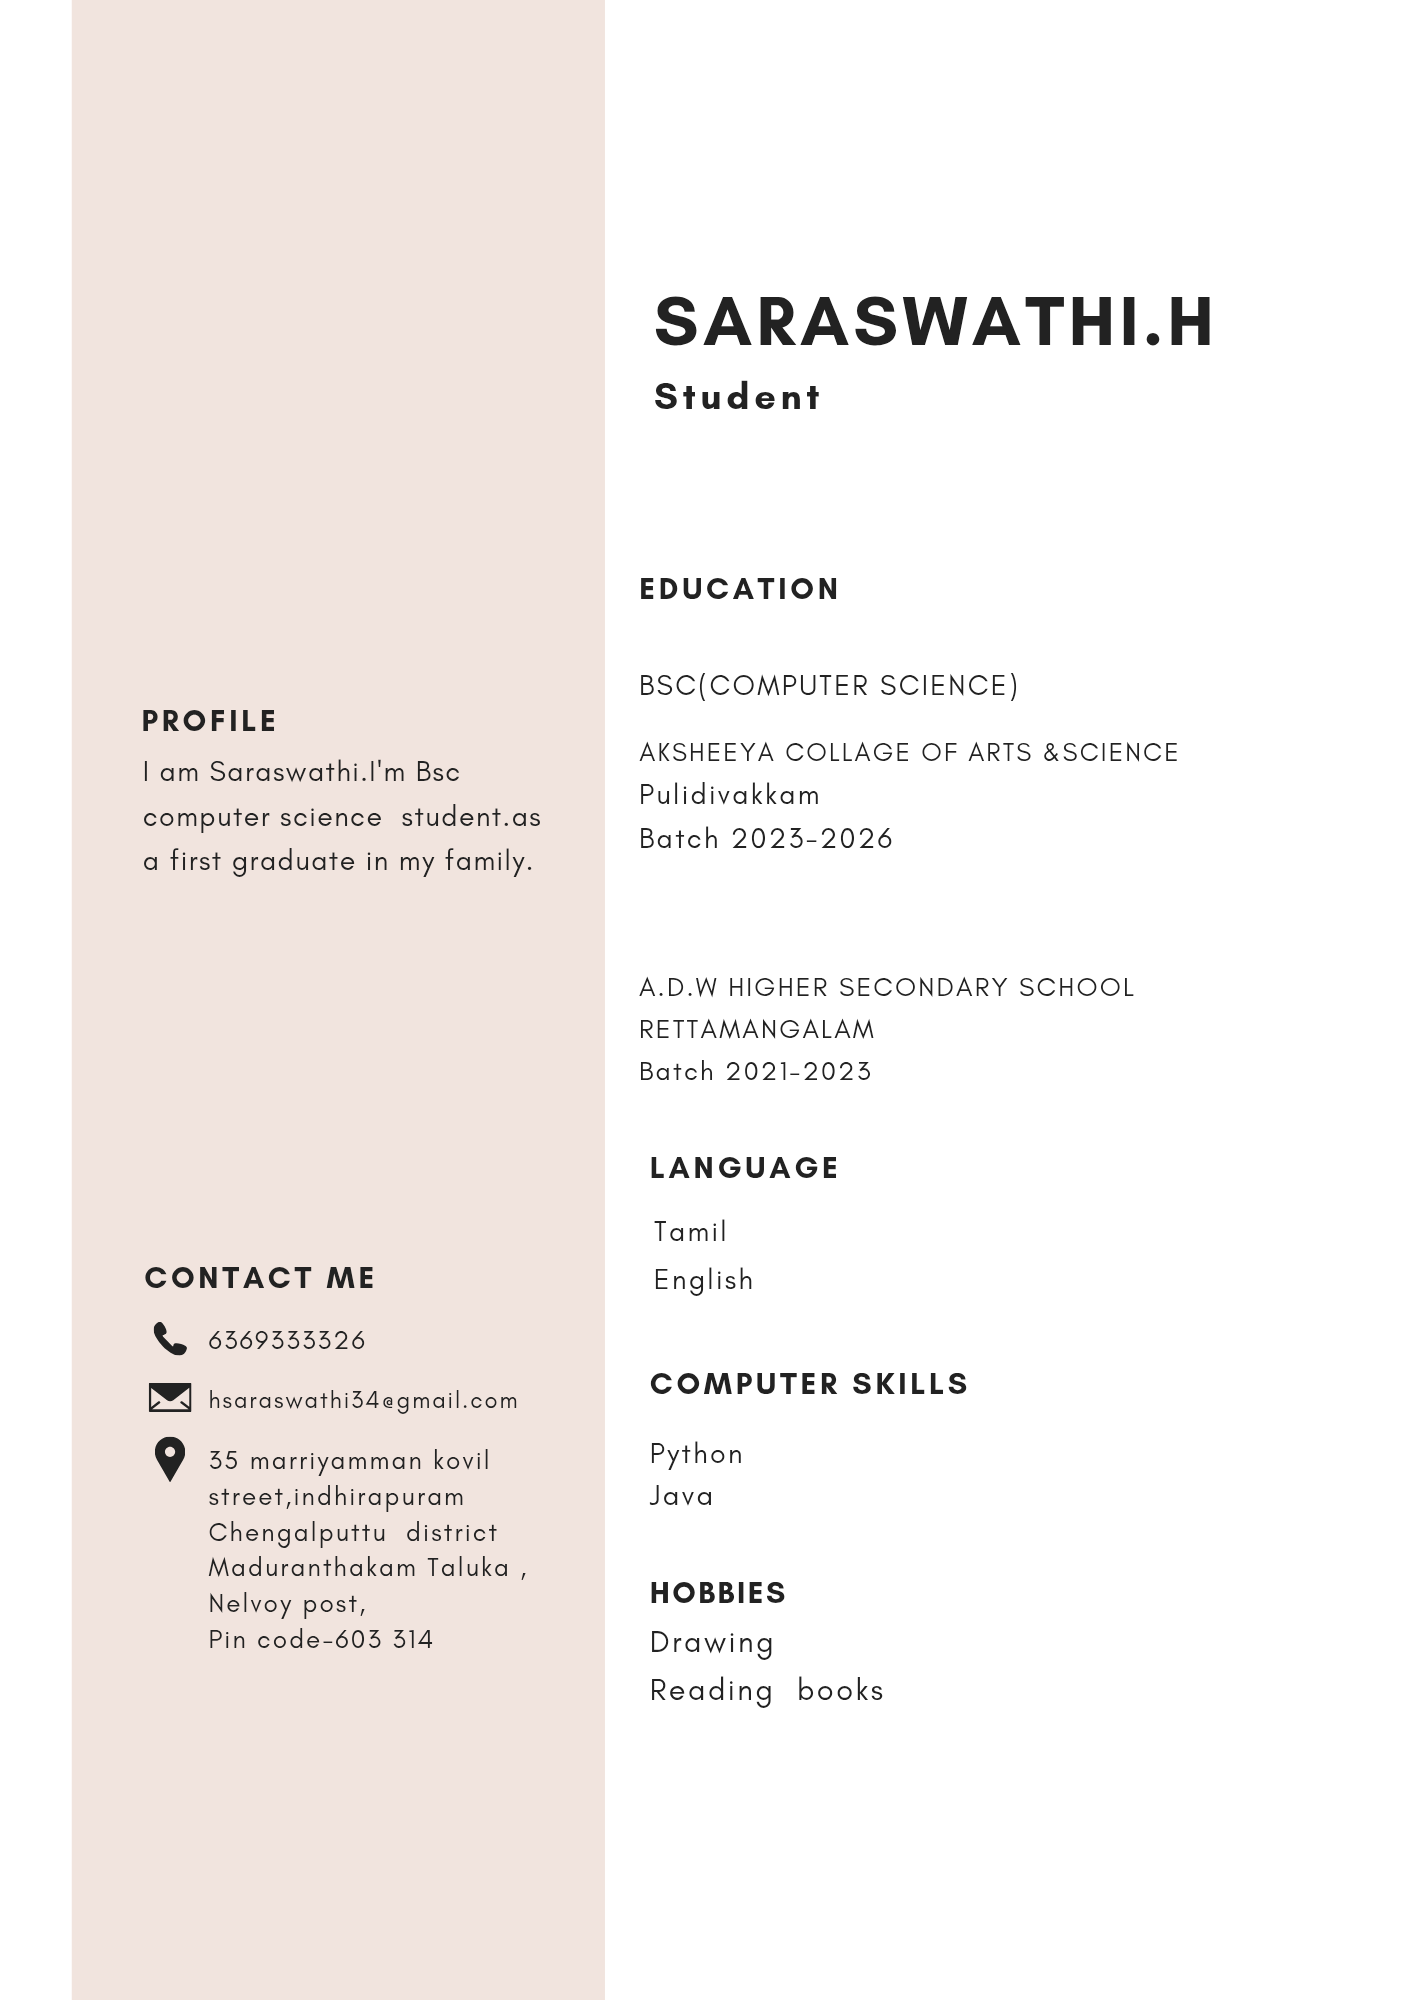 SARASWATHI.H
Student
PROFILE
I am Saraswathi.I'm Bsc
computer science student.as
a first graduate in my family.
CONTACT ME
6369333326
hsaraswathi34@gmail.com
35 marriyamman kovil
street,indhirapuram
Chengalputtu district
Maduranthakam Taluka ,
Nelvoy post,
Pin code-603 314
EDUCATION
BSC(COMPUTER SCIENCE)
AKSHEEYA COLLAGE OF ARTS &SCIENCE
Pulidivakkam
Batch 2023-2026
A.D.W HIGHER SECONDARY SCHOOL
RETTAMANGALAM
Batch 2021-2023
LANGUAGE
Tamil
English
COMPUTER SKILLS
Python
Java
HOBBIES
Drawing
Reading books